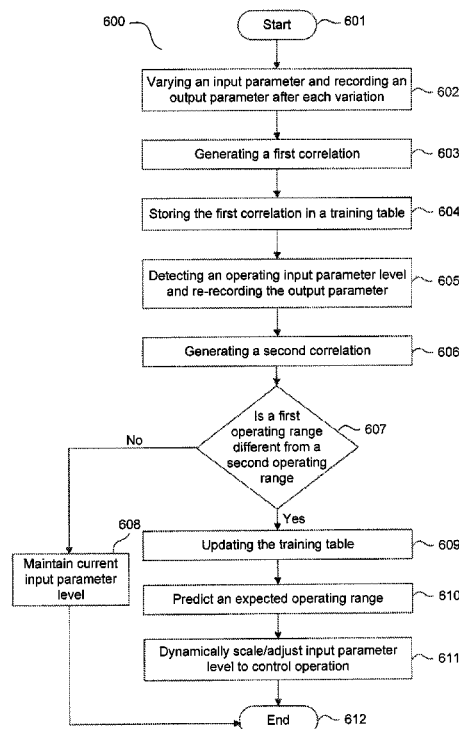 600
Start
601
Varying an input parameter and recording an
output parameter after each variation
602
Generating a first correlation
603
Storing the first correlation in a training table
604
Detecting an operating input parameter level
and re-recording the output parameter
605
Generating a second correlation
606
Is a first
operating range
different from a
second operating
range
607
No
Yes
608
Maintain current
input parameter
level
Updating the training table
609
Predict an expected operating range
610
Dynamically scale/adjust input parameter
level to control operation
611
End
612